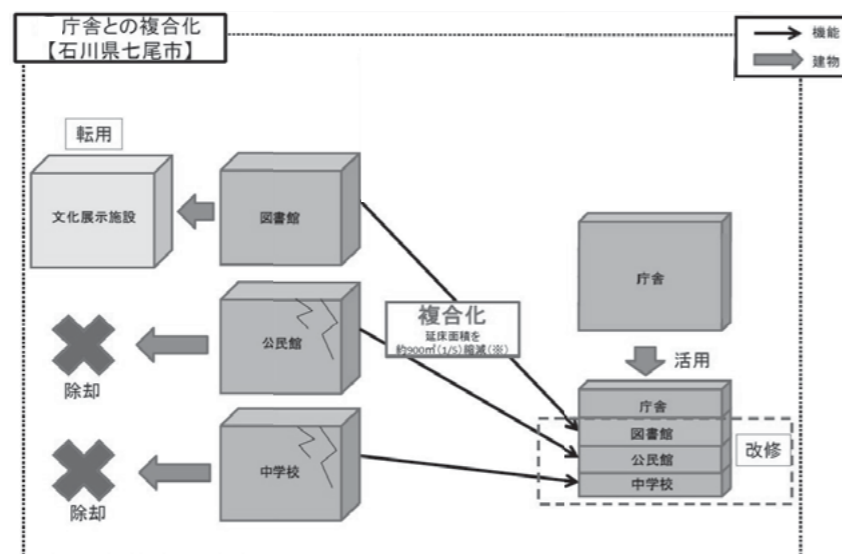 庁舎との複合化
【石川県七尾市】
機能
建物
転用
文化展示施設
図書館
庁舎
複合化
延床面積を
約900㎡(1/5)縮減(※)
公民館
除却
活用
庁舎
図書館
公民館
中学校
改修
中学校
除却